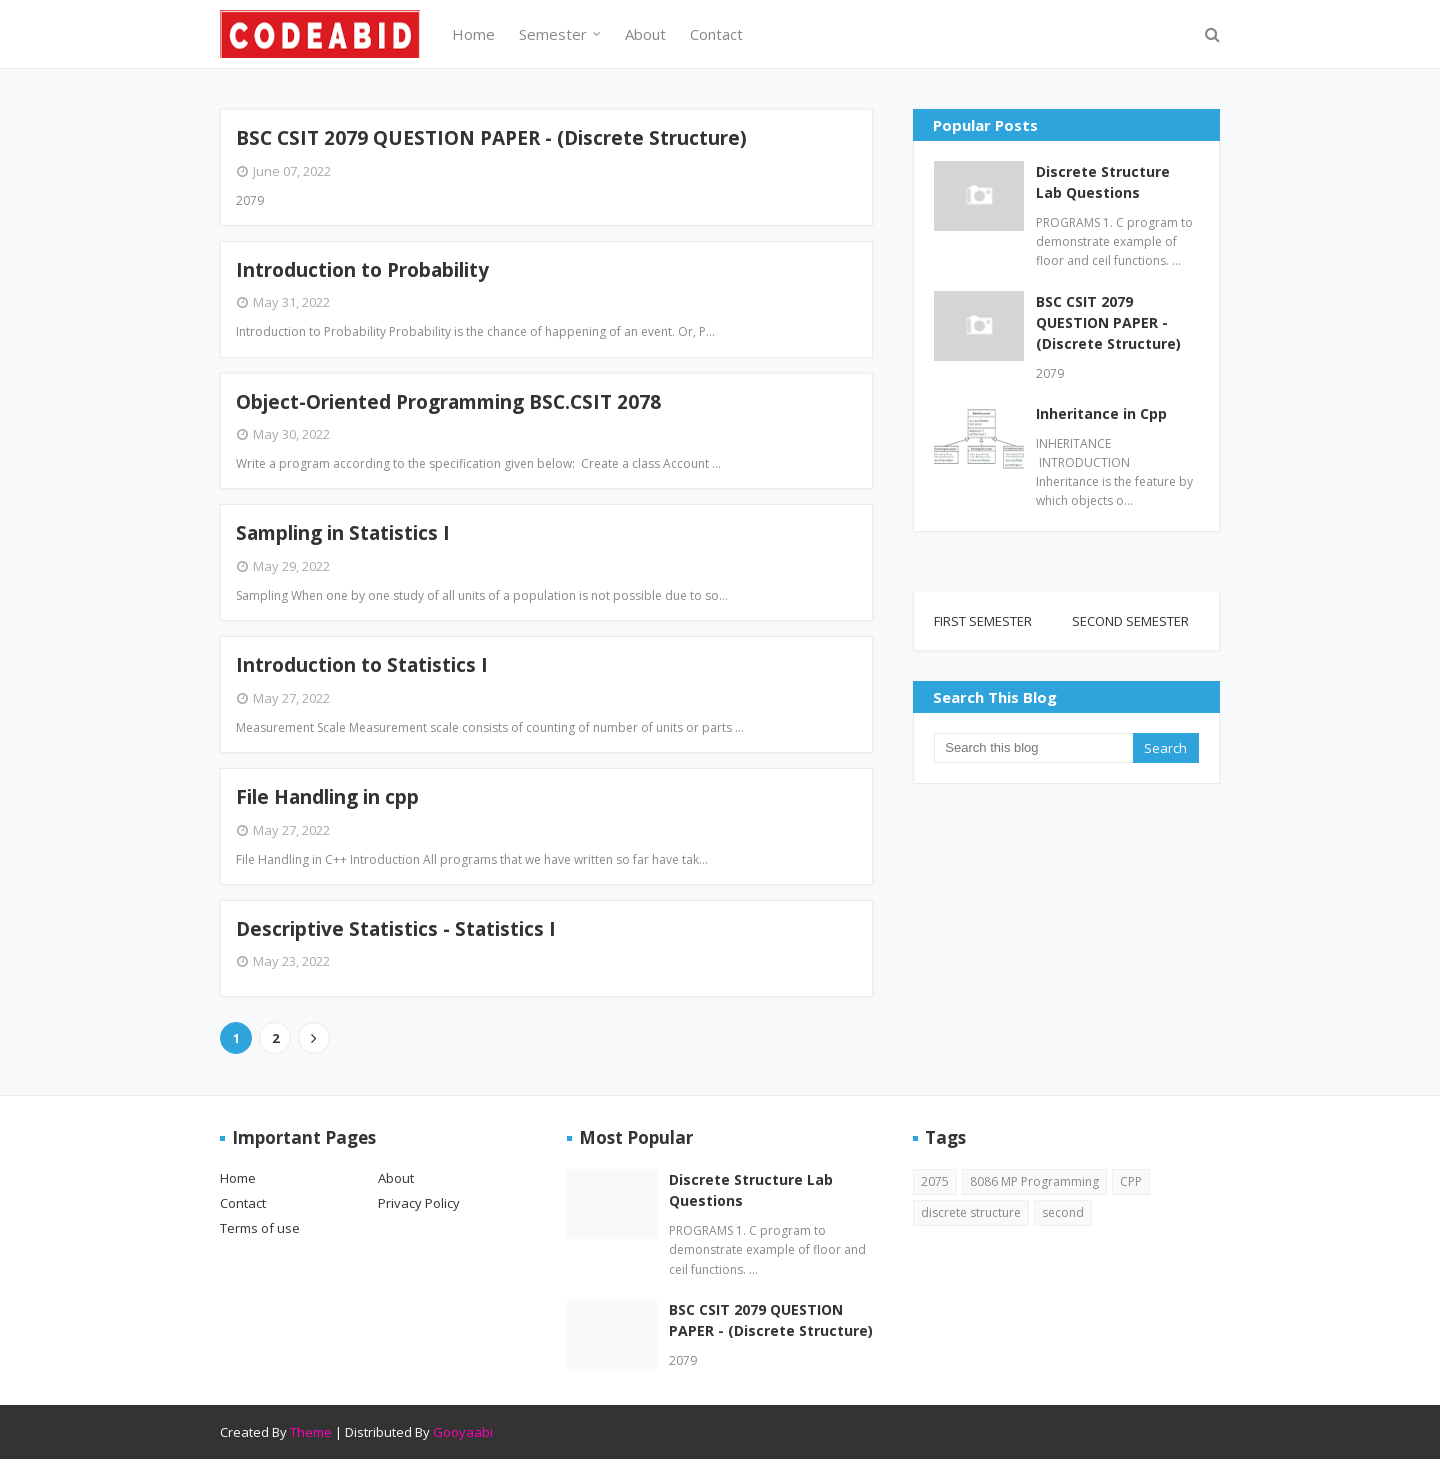 CODEABID
Home
Semester
About
Contact
BSC CSIT 2079 QUESTION PAPER - (Discrete Structure)
June 07, 2022
2079
Introduction to Probability
May 31, 2022
Introduction to Probability Probability is the chance of happening of an event. Or, P...
Object-Oriented Programming BSC.CSIT 2078
May 30, 2022
Write a program according to the specification given below:  Create a class Account ...
Sampling in Statistics I
May 29, 2022
Sampling When one by one study of all units of a population is not possible due to so...
Introduction to Statistics I
May 27, 2022
Measurement Scale Measurement scale consists of counting of number of units or parts ...
File Handling in cpp
May 27, 2022
File Handling in C++ Introduction All programs that we have written so far have tak...
Descriptive Statistics - Statistics I
May 23, 2022
1
2
Popular Posts
Discrete Structure
Lab Questions
PROGRAMS 1. C program to
demonstrate example of
floor and ceil functions. ...
BSC CSIT 2079
QUESTION PAPER -
(Discrete Structure)
2079
Inheritance in Cpp
INHERITANCE
INTRODUCTION
Inheritance is the feature by
which objects o...
FIRST SEMESTER
SECOND SEMESTER
Search This Blog
Search this blog
Search
Important Pages
Home
About
Contact
Privacy Policy
Terms of use
Most Popular
Discrete Structure Lab
Questions
PROGRAMS 1. C program to
demonstrate example of floor and
ceil functions. ...
BSC CSIT 2079 QUESTION
PAPER - (Discrete Structure)
2079
Tags
2075
8086 MP Programming
CPP
discrete structure
second
Created By Theme | Distributed By Gooyaabi